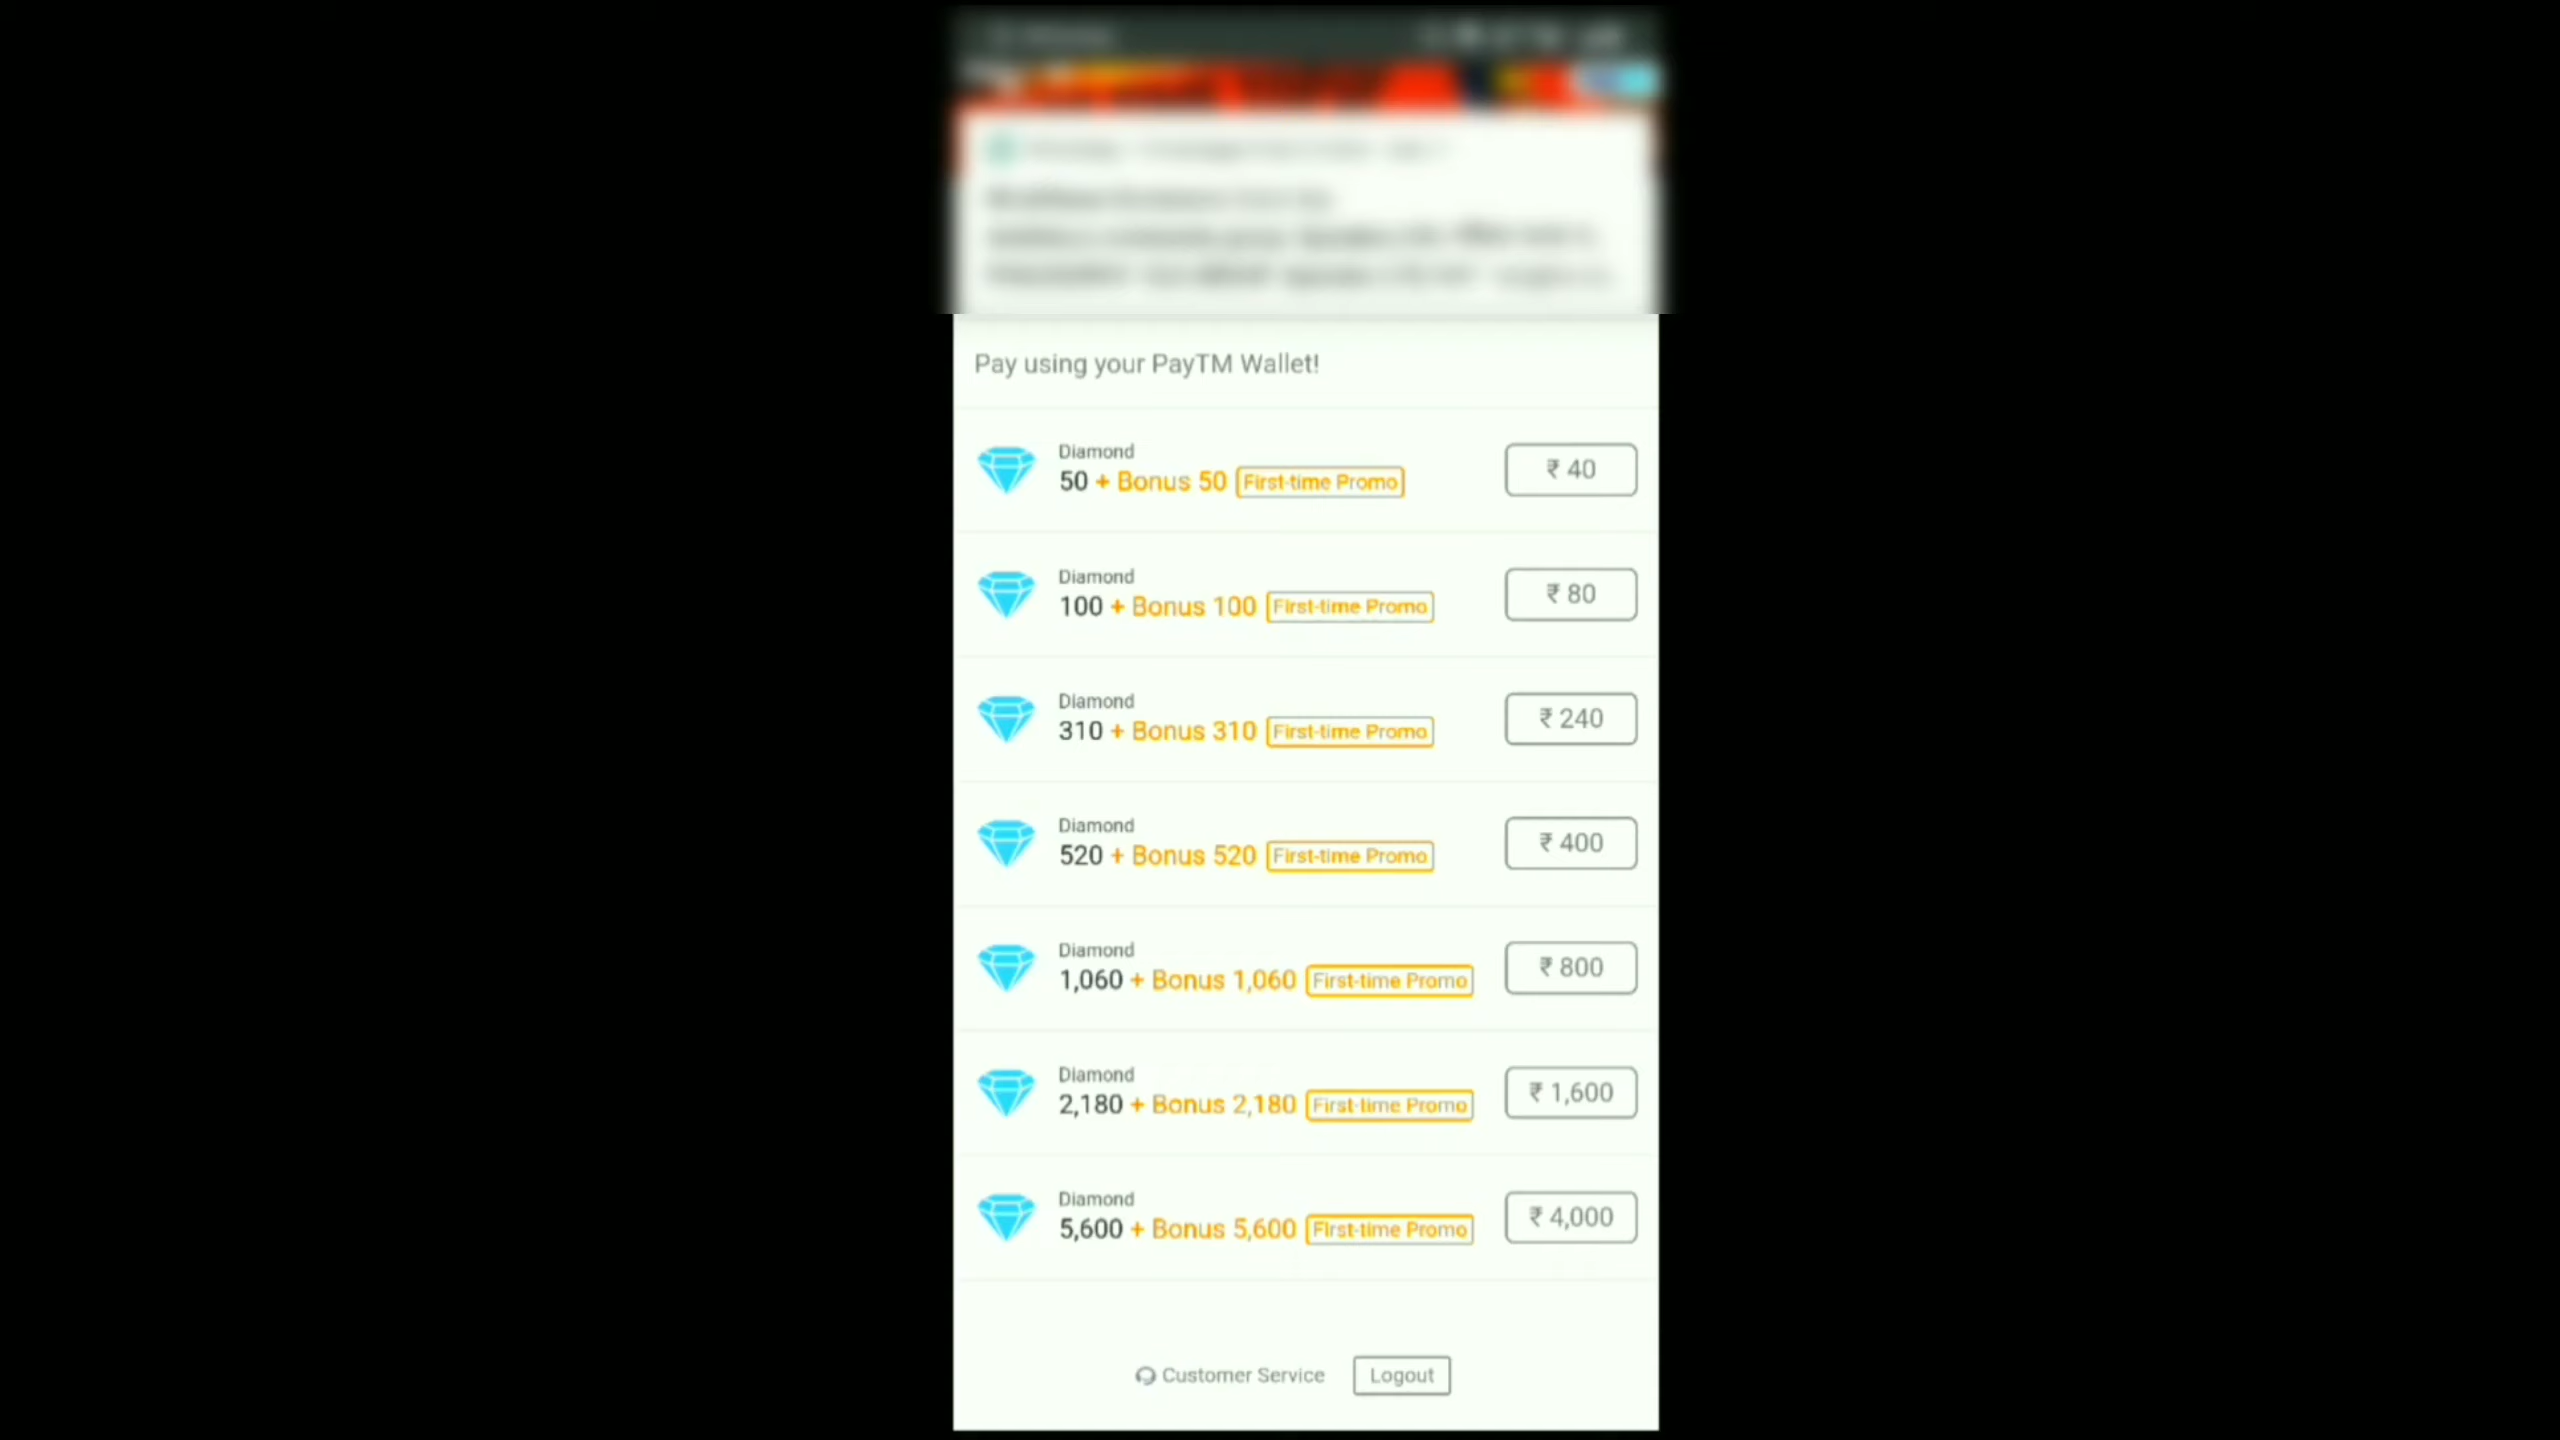 Pay using your PayTM Wallet!
Diamond
50 + Bonus 50 First-time Promo
₹ 40
Diamond
100 + Bonus 100 First-time Promo
₹ 80
Diamond
310 + Bonus 310 First-time Promo
₹ 240
Diamond
520 + Bonus 520 First-time Promo
₹ 400
Diamond
1,060 + Bonus 1,060 First-time Promo
₹ 800
Diamond
2,180 + Bonus 2,180 First-time Promo
₹ 1,600
Diamond
5,600 + Bonus 5,600 First-time Promo
₹ 4,000
Customer Service Logout